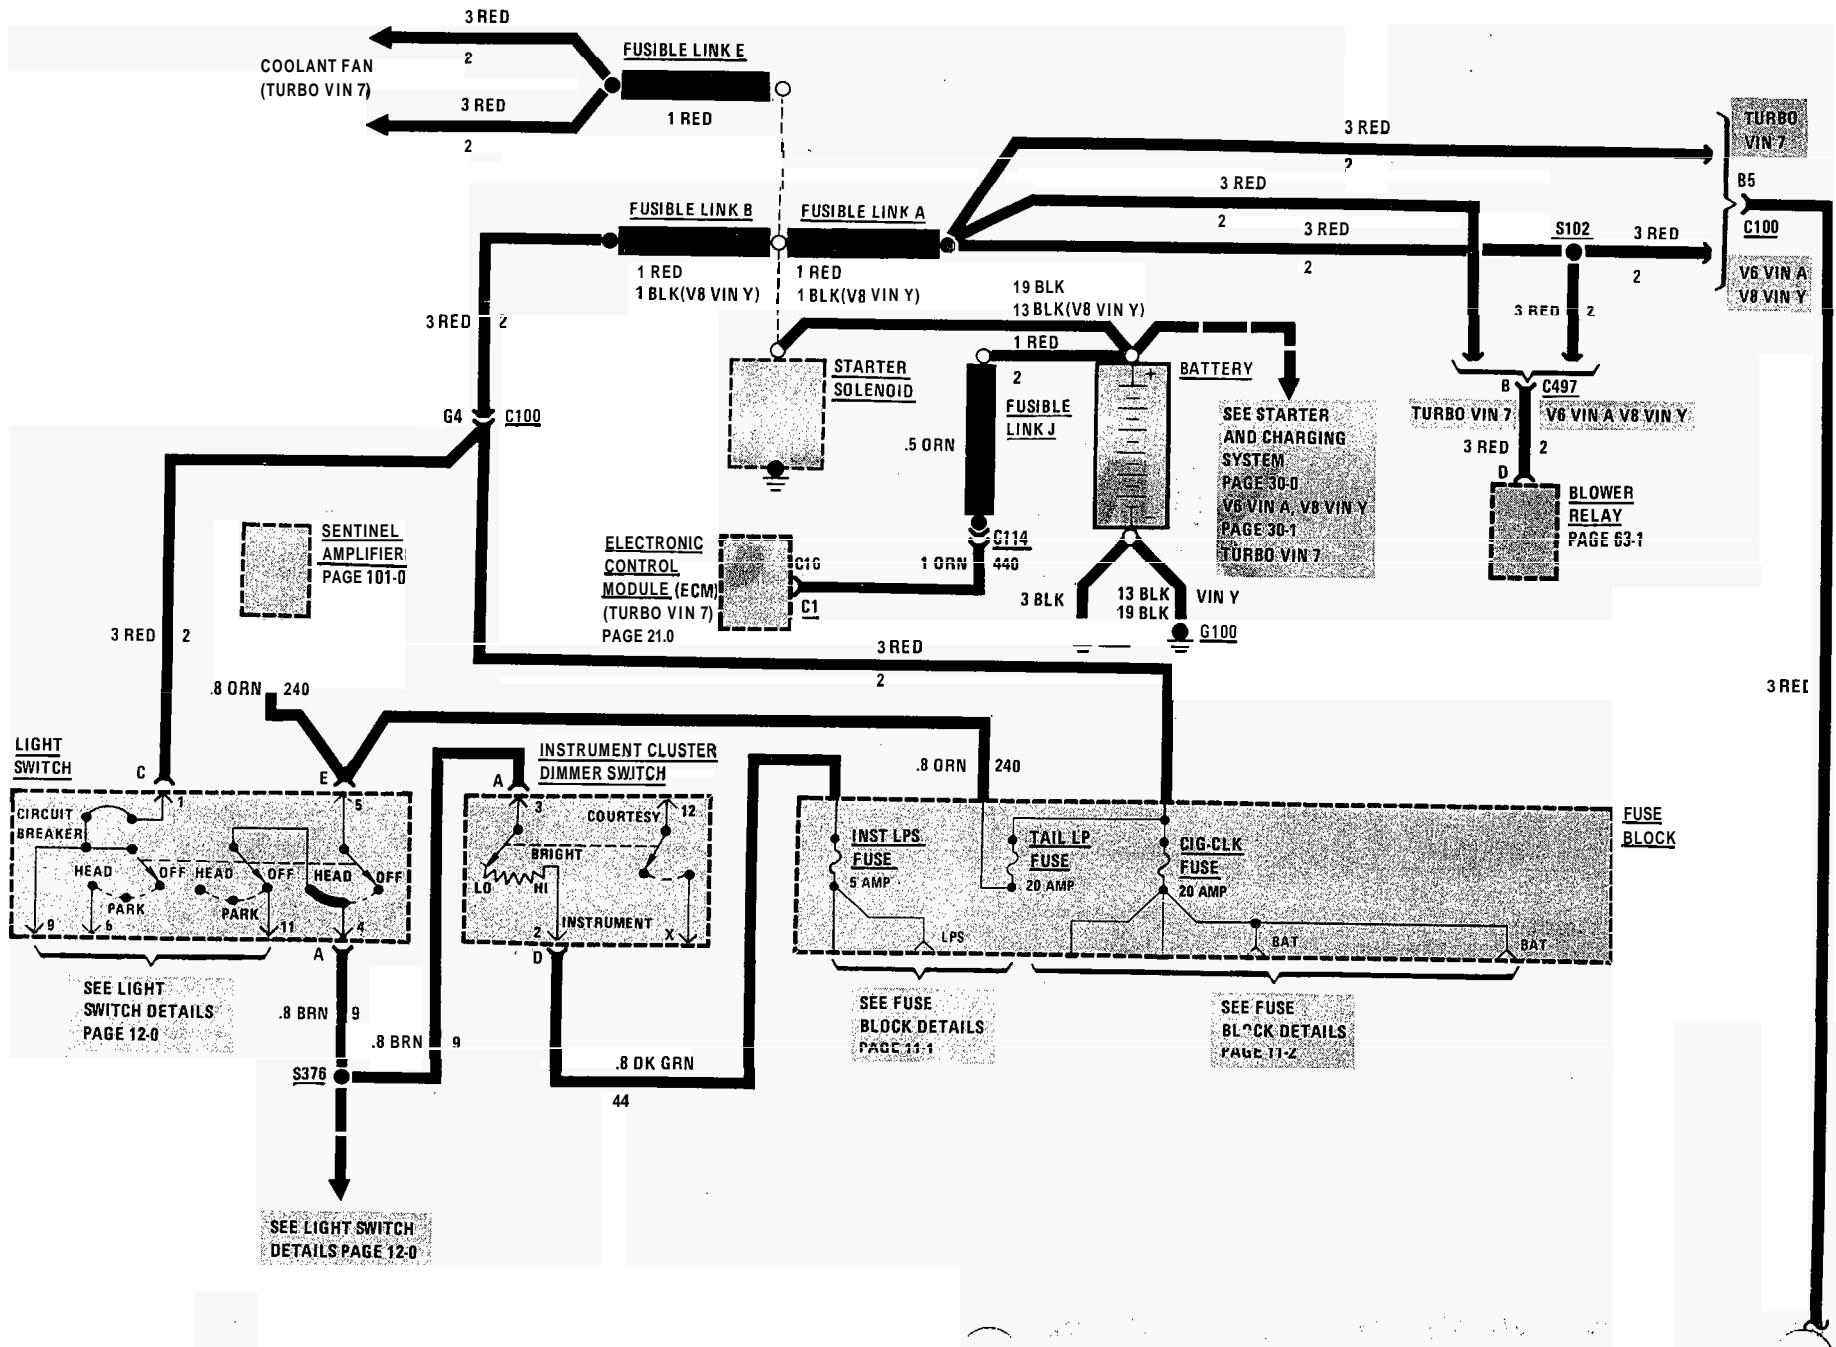 3 RED
2
COOLANT FAN
(TURBO VIN 7)
3 RED
2
FUSIBLE LINK E
1 RED
3 RED
2
TURBO
VIN 7
3 RED
2
B5
C100
FUSIBLE LINK B
FUSIBLE LINK A
3 RED
2
S102
3 RED
2
V6 VIN A
V8 VIN Y
1 RED
1 BLK(V8 VIN Y)
1 RED
1 BLK(V8 VIN Y)
19 BLK
13 BLK(V8 VIN Y)
3 RED
2
3 RED
2
1 RED
2
STARTER
SOLENOID
BATTERY
+
-
FUSIBLE
LINK J
B
C497
TURBO VIN 7
V6 VIN A V8 VIN Y
G4
C100
.5 ORN
SEE STARTER
AND CHARGING
SYSTEM
PAGE 30-0
V6 VIN A, V8 VIN Y
PAGE 30-1
TURBO VIN 7
3 RED
2
D
BLOWER
RELAY
PAGE 63-1
SENTINEL
AMPLIFIER
PAGE 101-0
ELECTRONIC
CONTROL
MODULE (ECM)
(TURBO VIN 7)
PAGE 21.0
C16
C1
C114
1 ORN
440
3 BLK
13 BLK
19 BLK
VIN Y
G100
3 RED
2
3 RED
2
3 RED
.8 ORN
240
LIGHT
SWITCH
C
E
INSTRUMENT CLUSTER
DIMMER SWITCH
A
.8 ORN
240
1
5
3
12
CIRCUIT
BREAKER
COURTESY
BRIGHT
LO
HI
INSTRUMENT
2
X
HEAD
OFF
HEAD
OFF
HEAD
OFF
PARK
PARK
9
6
11
4
A
D
INST LPS
FUSE
5 AMP
TAIL LP
FUSE
20 AMP
CIG-CLK
FUSE
20 AMP
FUSE
BLOCK
LPS
BAT
BAT
SEE LIGHT
SWITCH DETAILS
PAGE 12-0
.8 BRN
9
.8 BRN
9
S376
.8 DK GRN
44
SEE FUSE
BLOCK DETAILS
PAGE 11-1
SEE FUSE
BLOCK DETAILS
PAGE 11-2
SEE LIGHT SWITCH
DETAILS PAGE 12-0